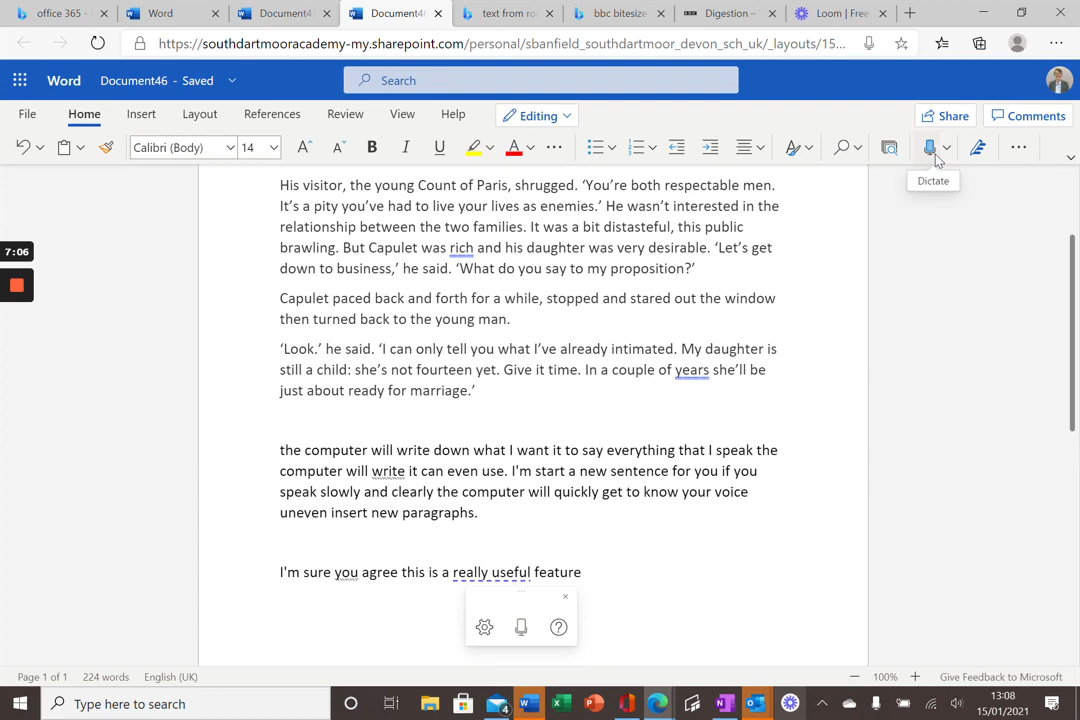 office 365 -
Word
Document4
Document46
text from ro
bbc bitesize
BBC
Digestion -
Loom | Free
https://southdartmooracademy-my.sharepoint.com/personal/sbanfield_southdartmoor_devon_sch_uk/_layouts/15...
Word Document46 - Saved
Search
File Home Insert Layout References Review View Help Editing Share Comments
Calibri (Body) 14 A A B I U A
Dictate
His visitor, the young Count of Paris, shrugged. ‘You’re both respectable men.
It’s a pity you’ve had to live your lives as enemies.’ He wasn’t interested in the
relationship between the two families. It was a bit distasteful, this public
brawling. But Capulet was rich and his daughter was very desirable. ‘Let’s get
down to business,’ he said. ‘What do you say to my proposition?’
7:06
Capulet paced back and forth for a while, stopped and stared out the window
then turned back to the young man.
‘Look.’ he said. ‘I can only tell you what I’ve already intimated. My daughter is
still a child: she’s not fourteen yet. Give it time. In a couple of years she’ll be
just about ready for marriage.’
the computer will write down what I want it to say everything that I speak the
computer will write it can even use. I'm start a new sentence for you if you
speak slowly and clearly the computer will quickly get to know your voice
uneven insert new paragraphs.
I'm sure you agree this is a really useful feature
Page 1 of 1 224 words English (UK) 100% Give Feedback to Microsoft
Type here to search
4
13:08
15/01/2021